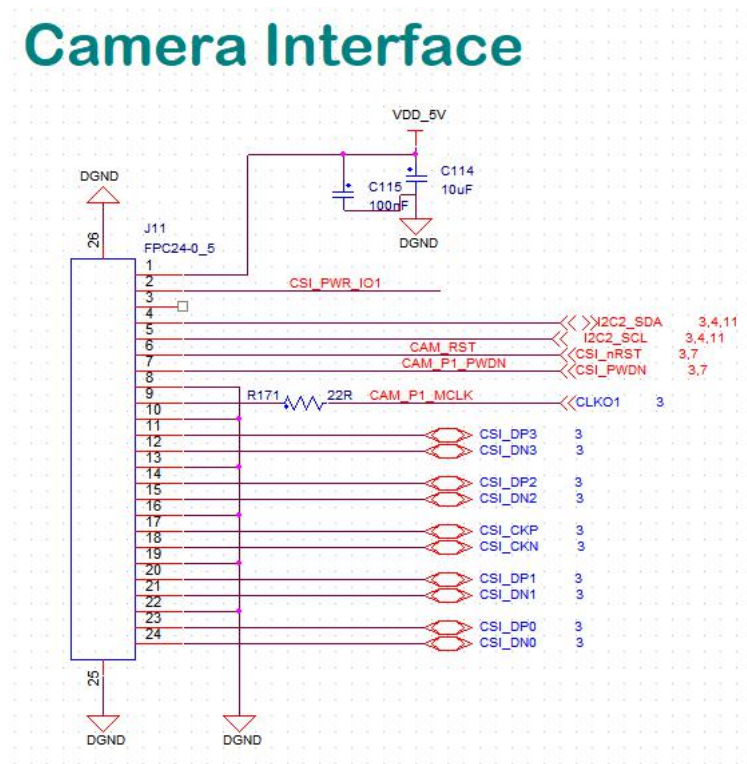 Camera Interface
VDD_5V
DGND
C114
10uF
C115
100nF
26
J11
FPC24-0_5
DGND
1
2 CSI_PWR_IO1
3
4 I2C2_SDA 3,4,11
5 I2C2_SCL 3,4,11
6 CAM_RST CSI_nRST 3,7
7 CAM_P1_PWDN CSI_PWDN 3,7
8
9 R171 22R CAM_P1_MCLK CLKO1 3
10
11 CSI_DP3 3
12 CSI_DN3 3
13
14 CSI_DP2 3
15 CSI_DN2 3
16
17 CSI_CKP 3
18 CSI_CKN 3
19
20 CSI_DP1 3
21 CSI_DN1 3
22
23 CSI_DP0 3
24 CSI_DN0 3
25
DGND
DGND